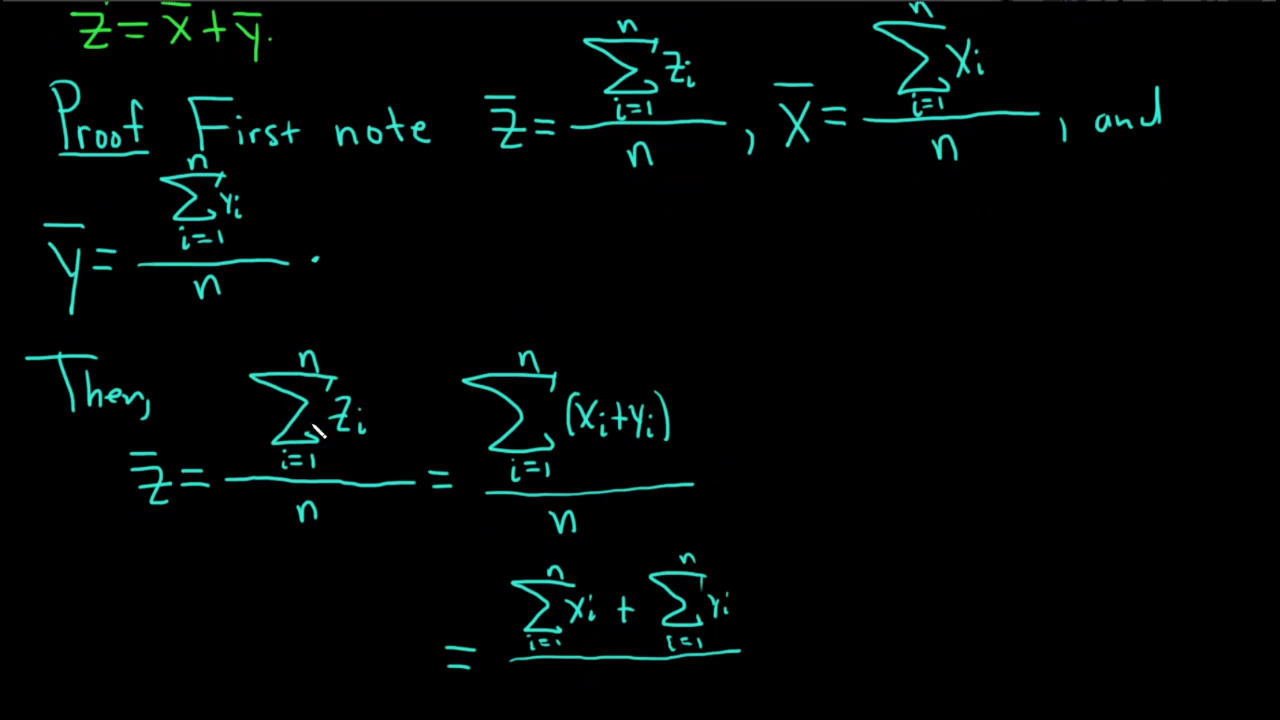 z̅ = x̅ + y̅.
Proof First note z̅ = (∑_{i=1}^{n} z_i)/n , x̅ = (∑_{i=1}^{n} x_i)/n , and
y̅ = (∑_{i=1}^{n} y_i)/n .
Then, z̅ = (∑_{i=1}^{n} z_i)/n = (∑_{i=1}^{n} (x_i+y_i))/n
= (∑_{i=1}^{n} x_i + ∑_{i=1}^{n} y_i)/